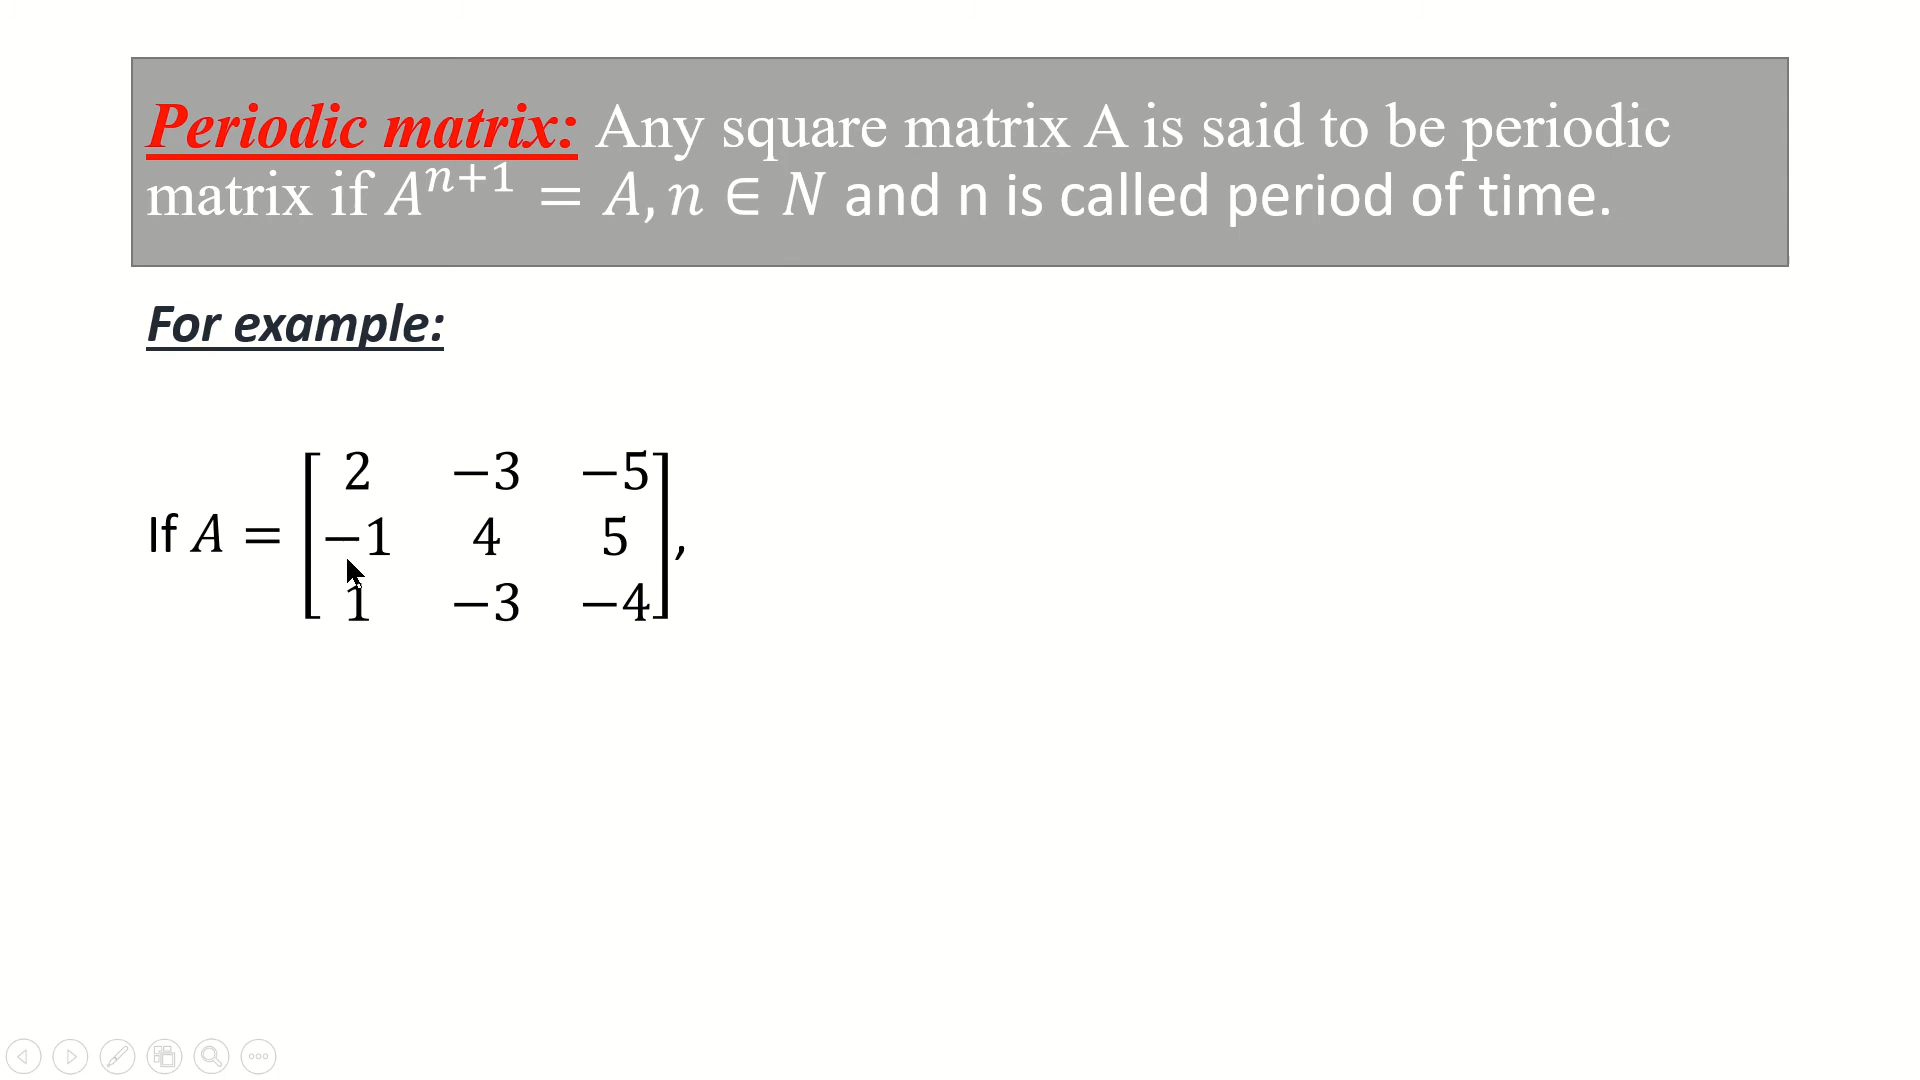 Periodic matrix: Any square matrix A is said to be periodic
matrix if Aⁿ⁺¹ = A, n ∈ N and n is called period of time.
For example:
2 −3 −5
If A = [−1 4 5],
1 −3 −4